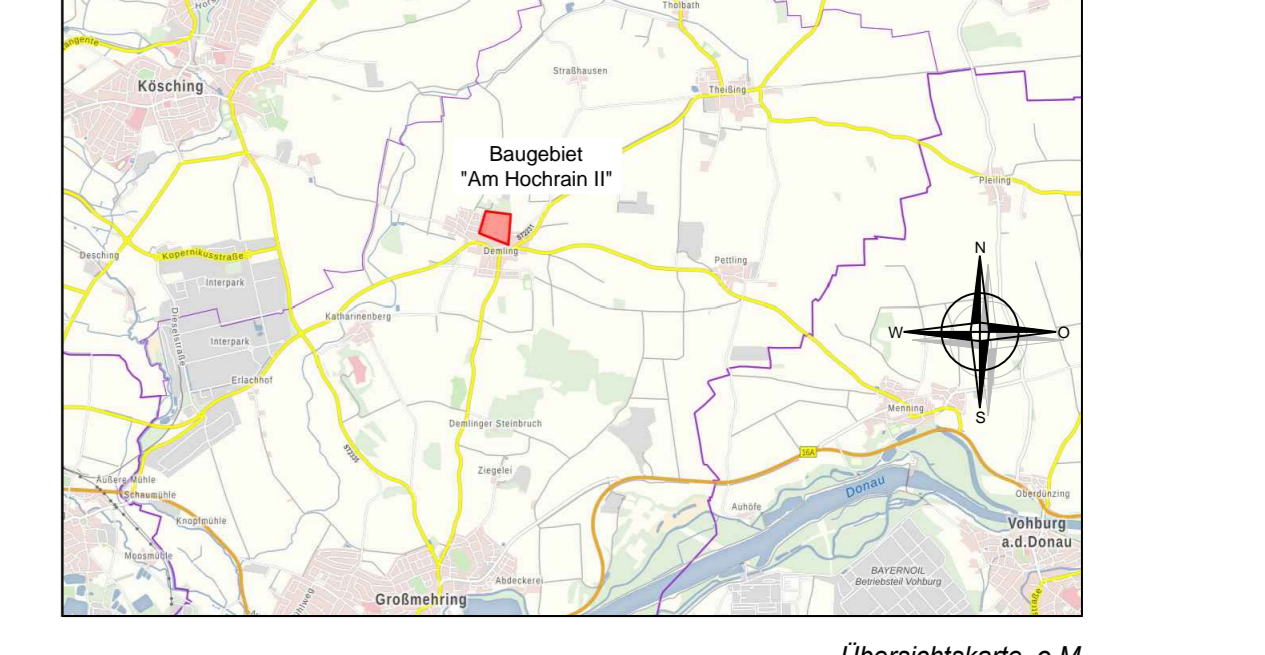 Tholbath
Straßhausen
Kösching
Theißing
Baugebiet
"Am Hochrain II"
Pleiling
ST2231
Demling
Desching
Kopernikusstraße
Pettling
N
Interpark
W
O
Dieselstraße
Katharinenberg
Interpark
Erlachhof
Menning
S
Demlinger Steinbruch
ST2335
16A
Ziegelei
Äußere Mühle
Schaumühle
Donau
Oberdünzing
Auhöfe
Knopfmühle
Vohburg
a.d.Donau
Moosmühle
BAYERNOIL
Betriebsteil Vohburg
Abdeckerei
Großmehring